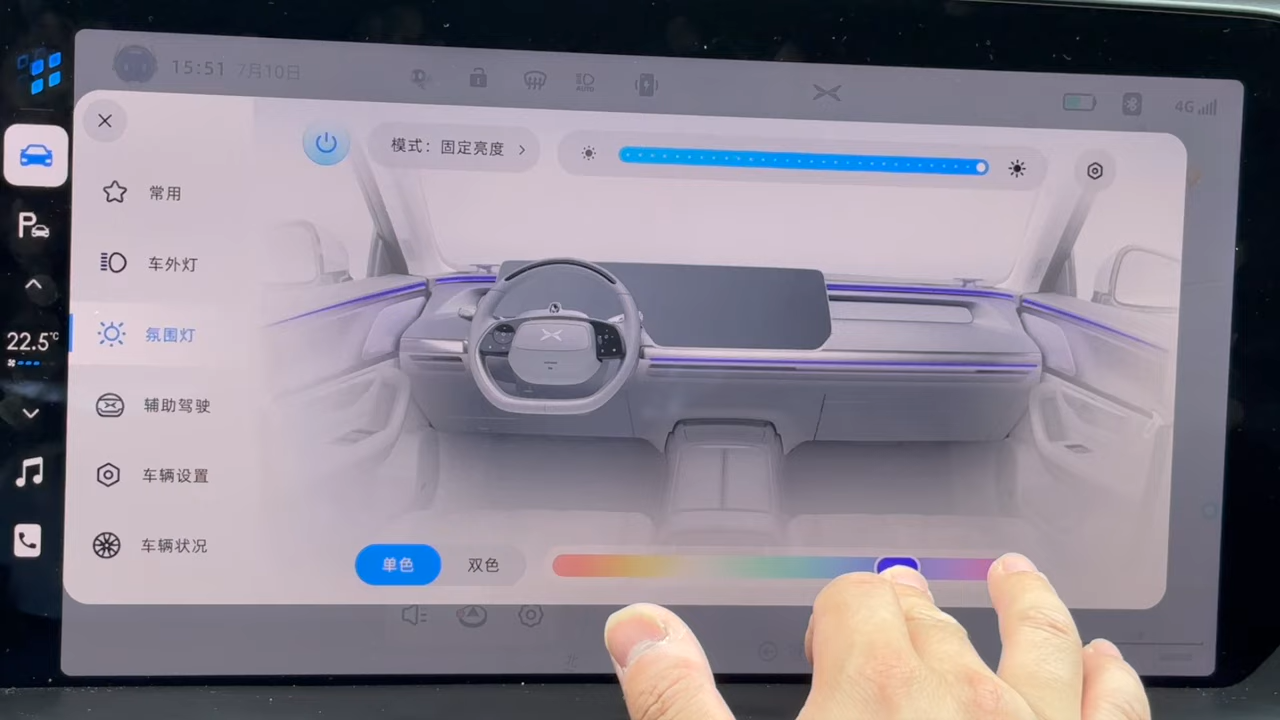 15:51 7月10日
AUTO
4G
模式：固定亮度
常用
车外灯
氛围灯
22.5℃
辅助驾驶
车辆设置
车辆状况
单色
双色
P